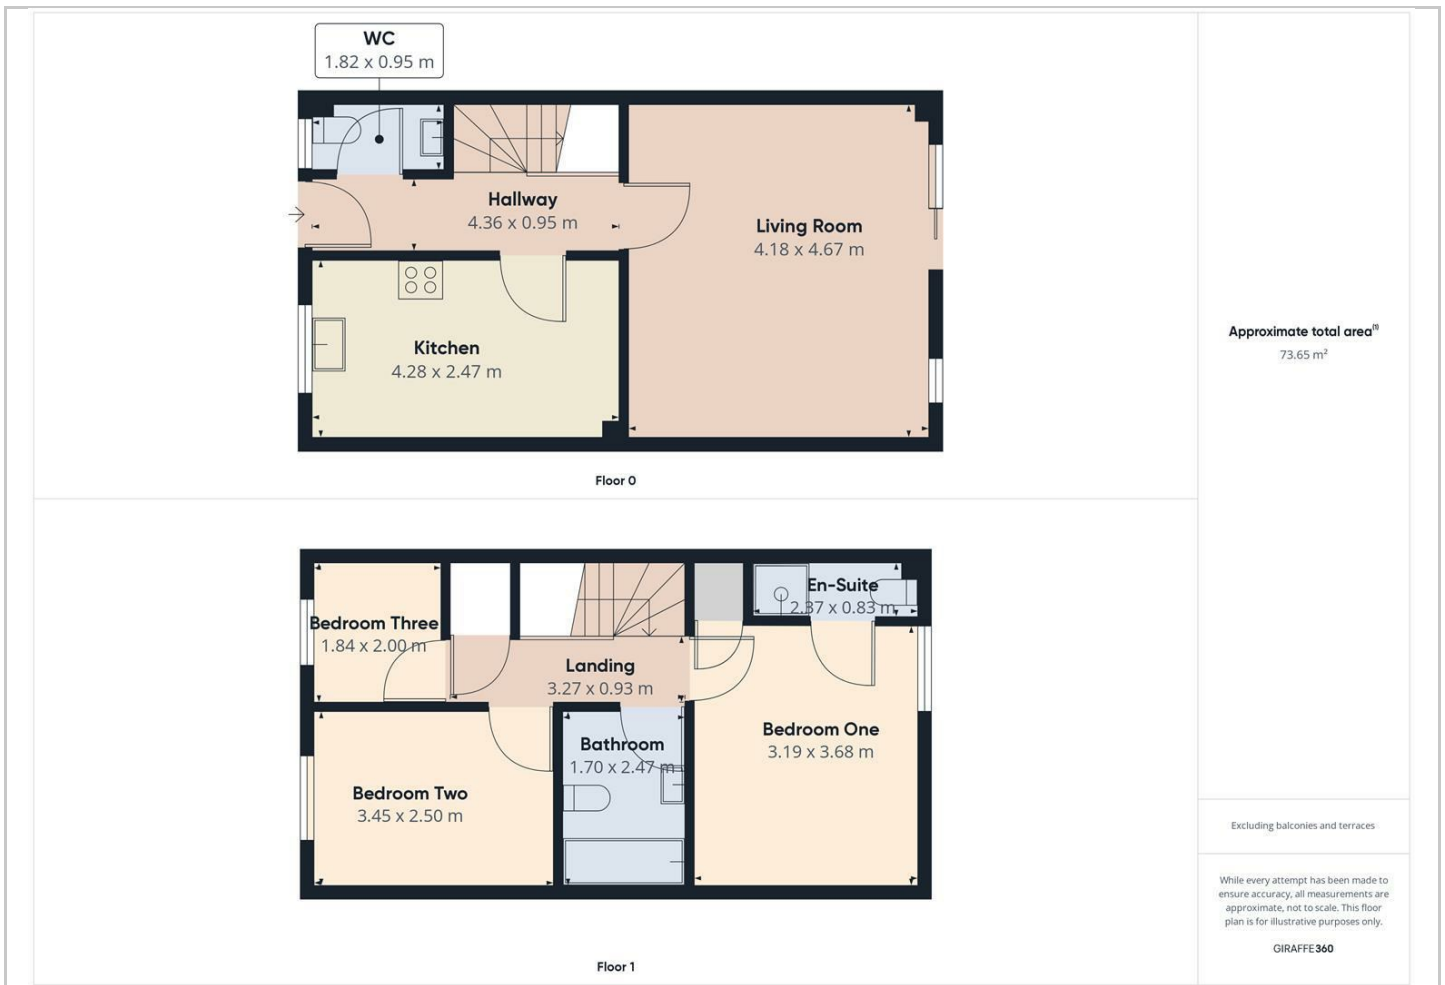 WC
1.82 x 0.95 m
Hallway
4.36 x 0.95 m
Living Room
4.18 x 4.67 m
Kitchen
4.28 x 2.47 m
Floor 0
En-Suite
2.37 x 0.83 m
Bedroom Three
1.84 x 2.00 m
Landing
3.27 x 0.93 m
Bedroom One
3.19 x 3.68 m
Bathroom
1.70 x 2.47 m
Bedroom Two
3.45 x 2.50 m
Floor 1
Approximate total area⁽¹⁾
73.65 m²
Excluding balconies and terraces
While every attempt has been made to
ensure accuracy, all measurements are
approximate, not to scale. This floor
plan is for illustrative purposes only.
GIRAFFE360